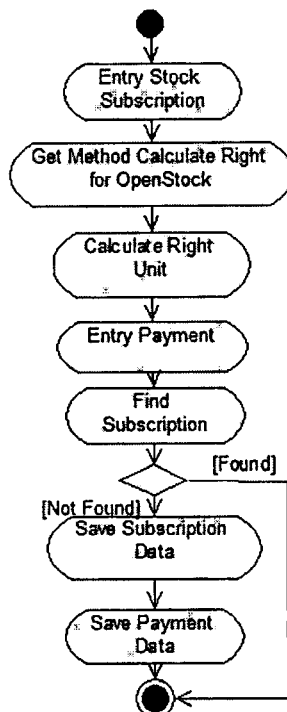 Entry Stock
Subscription
Get Method Calculate Right
for OpenStock
Calculate Right
Unit
Entry Payment
Find
Subscription
[Found]
[Not Found]
Save Subscription
Data
Save Payment
Data